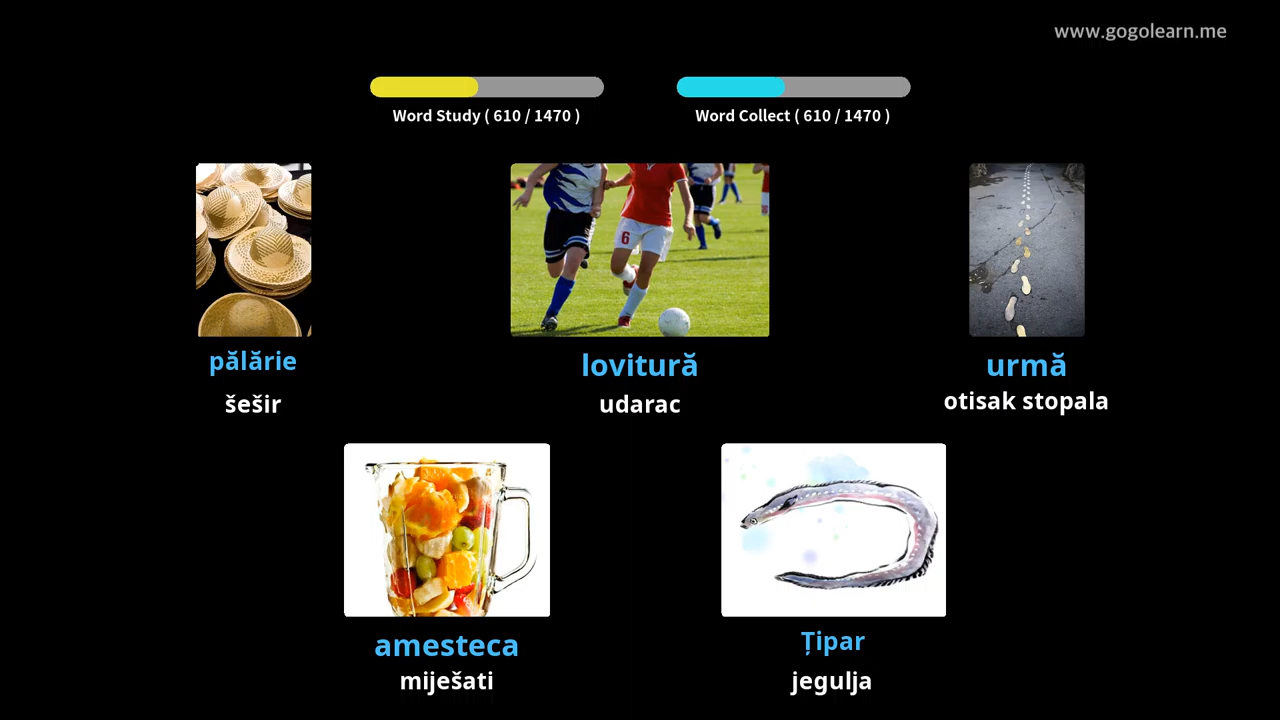 www.gogolearn.me
Word Study ( 610 / 1470 )
Word Collect ( 610 / 1470 )
pălărie
šešir
lovitură
udarac
6
urmă
otisak stopala
amesteca
miješati
Țipar
jegulja